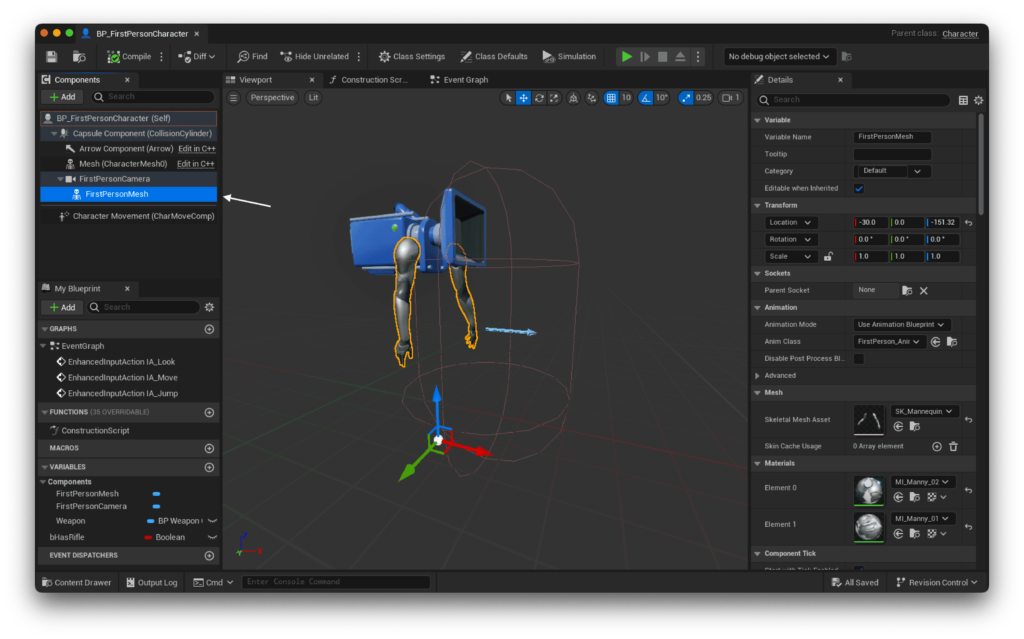 BP_FirstPersonCharacter
Parent class: Character
Compile
Diff
Find
Hide Unrelated
Class Settings
Class Defaults
Simulation
No debug object selected
Components
Add
Search
BP_FirstPersonCharacter (Self)
Capsule Component (CollisionCylinder)
Arrow Component (Arrow) Edit in C++
Mesh (CharacterMesh0) Edit in C++
FirstPersonCamera
FirstPersonMesh
Character Movement (CharMoveComp)
My Blueprint
Add
Search
GRAPHS
EventGraph
EnhancedInputAction IA_Look
EnhancedInputAction IA_Move
EnhancedInputAction IA_Jump
FUNCTIONS (35 OVERRIDABLE)
ConstructionScript
MACROS
VARIABLES
Components
FirstPersonMesh
FirstPersonCamera
Weapon BP Weapon
bHasRifle Boolean
EVENT DISPATCHERS
Viewport
Construction Scr...
Event Graph
Perspective
Lit
10
10°
0.25
1
Z
X
Y
Details
Search
Variable
Variable Name FirstPersonMesh
Tooltip
Category Default
Editable when Inherited
Transform
Location -30.0 0.0 -151.32
Rotation 0.0 ° 0.0 ° 0.0 °
Scale 1.0 1.0 1.0
Sockets
Parent Socket None
Animation
Animation Mode Use Animation Blueprint
Anim Class FirstPerson_Anim
Disable Post Process Bl...
Advanced
Mesh
Skeletal Mesh Asset SK_Mannequin
Skin Cache Usage 0 Array element
Materials
Element 0 MI_Manny_02
Element 1 MI_Manny_01
Component Tick
Start with Tick Enabled
Content Drawer
Output Log
Cmd
Enter Console Command
All Saved
Revision Control